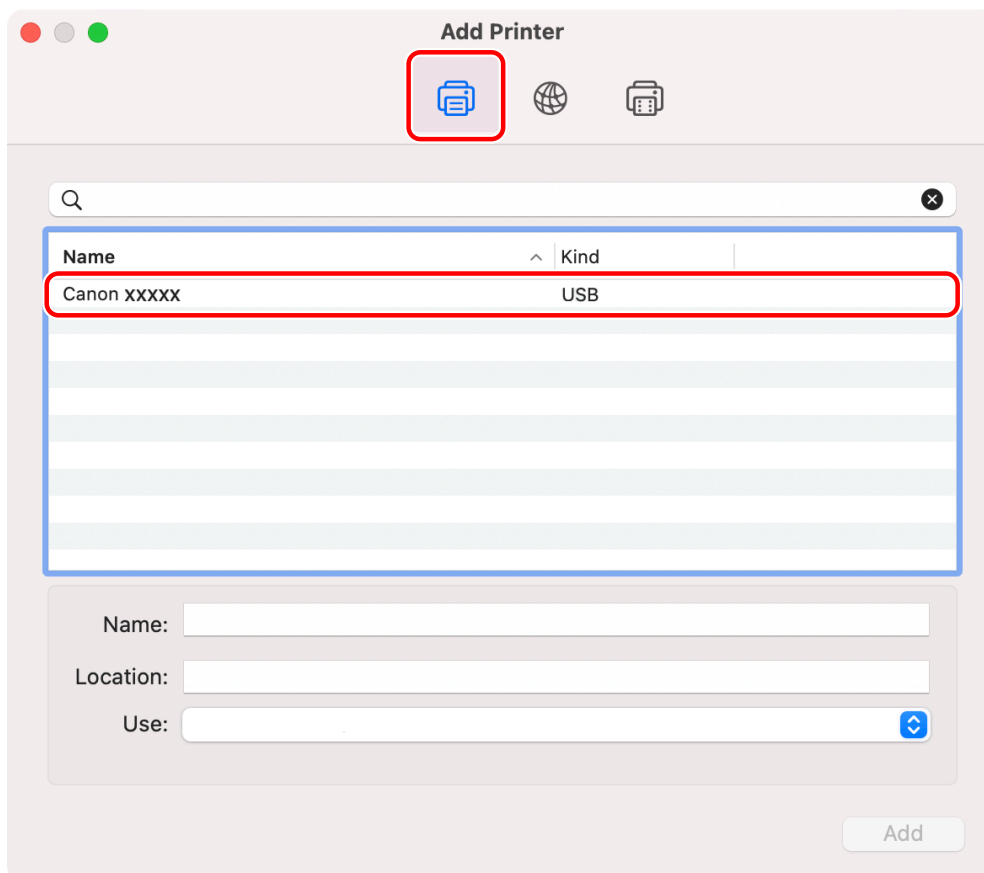 Add Printer
Name Kind
Canon xxxxx USB
Name:
Location:
Use:
Add